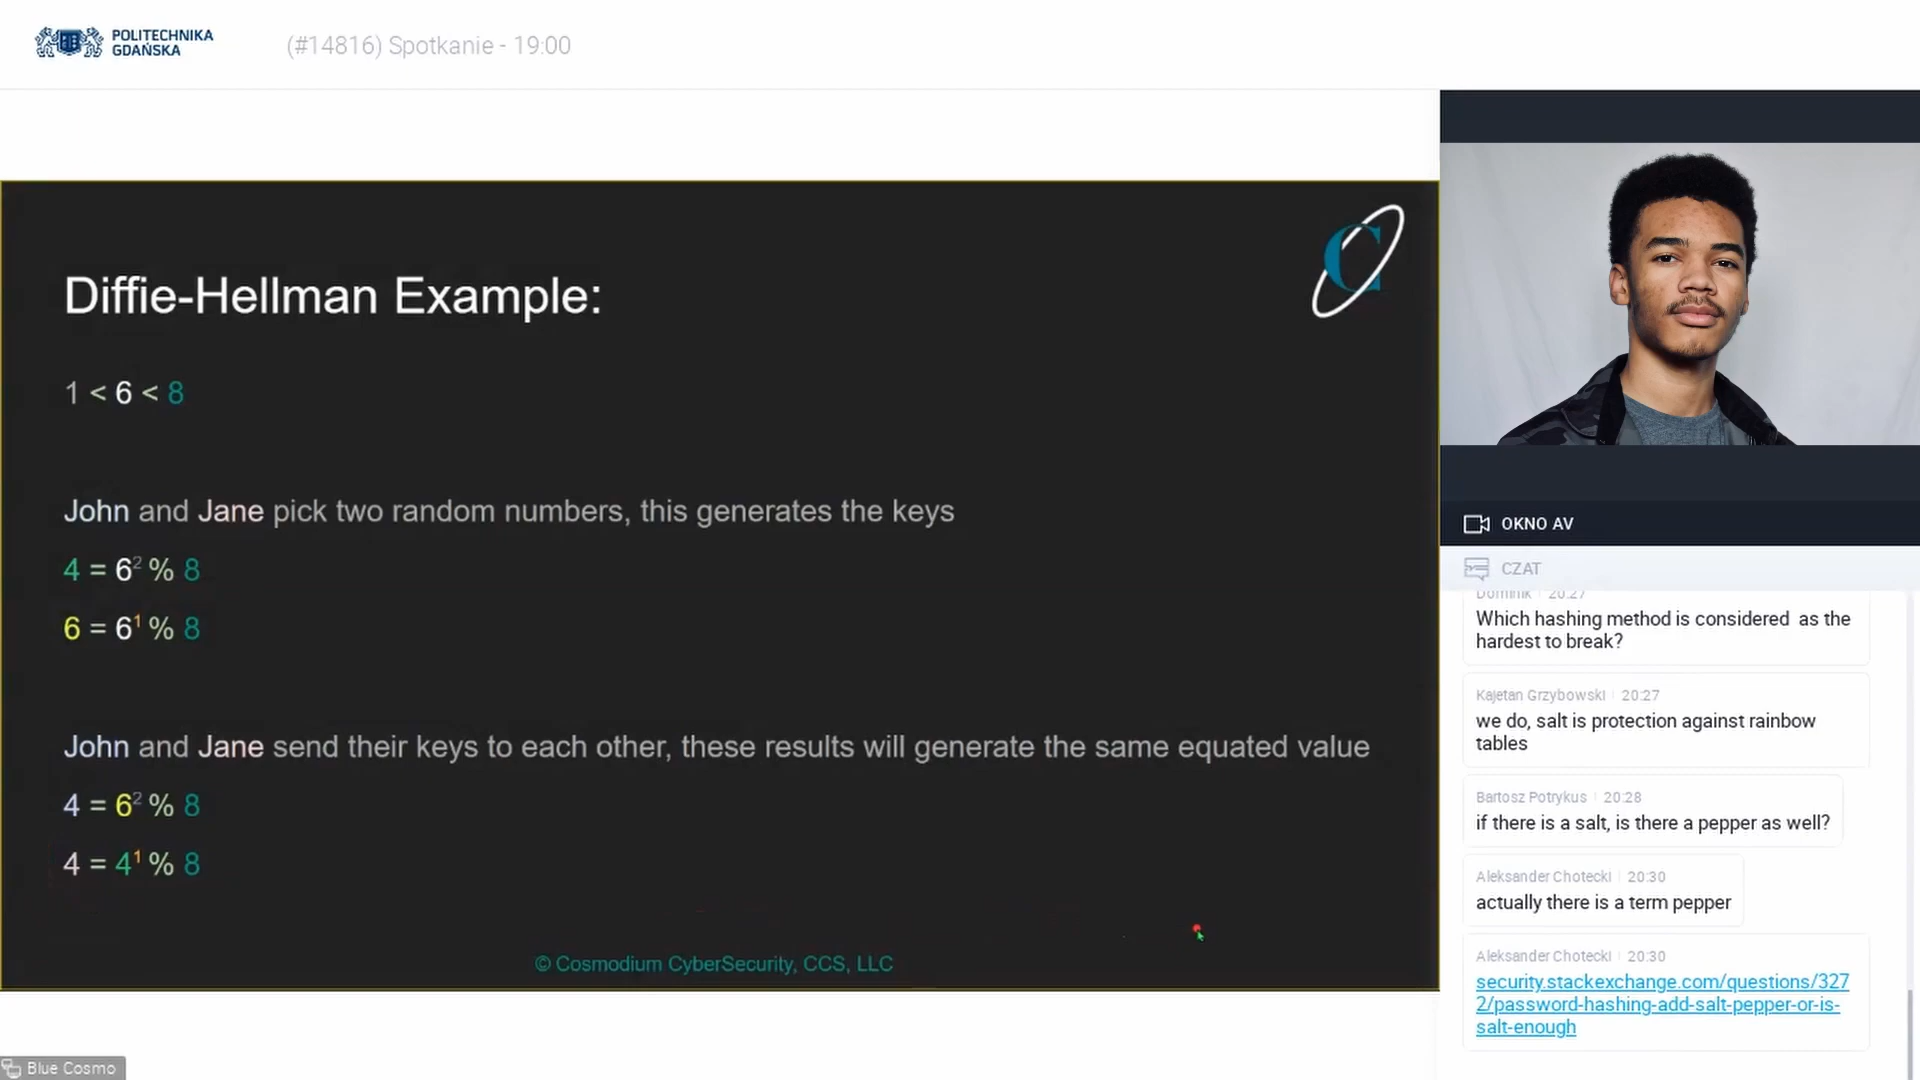 POLITECHNIKA
GDAŃSKA
(#14816) Spotkanie - 19:00
C
Diffie-Hellman Example:
1 < 6 < 8
John and Jane pick two random numbers, this generates the keys
4 = 6² % 8
6 = 6¹ % 8
John and Jane send their keys to each other, these results will generate the same equated value
4 = 6² % 8
4 = 4¹ % 8
© Cosmodium CyberSecurity, CCS, LLC
Blue Cosmo
OKNO AV
CZAT
Dominik 20:27
Which hashing method is considered as the
hardest to break?
Kajetan Grzybowski 20:27
we do, salt is protection against rainbow
tables
Bartosz Potrykus 20:28
if there is a salt, is there a pepper as well?
Aleksander Chotecki 20:30
actually there is a term pepper
Aleksander Chotecki 20:30
security.stackexchange.com/questions/327
2/password-hashing-add-salt-pepper-or-is-
salt-enough